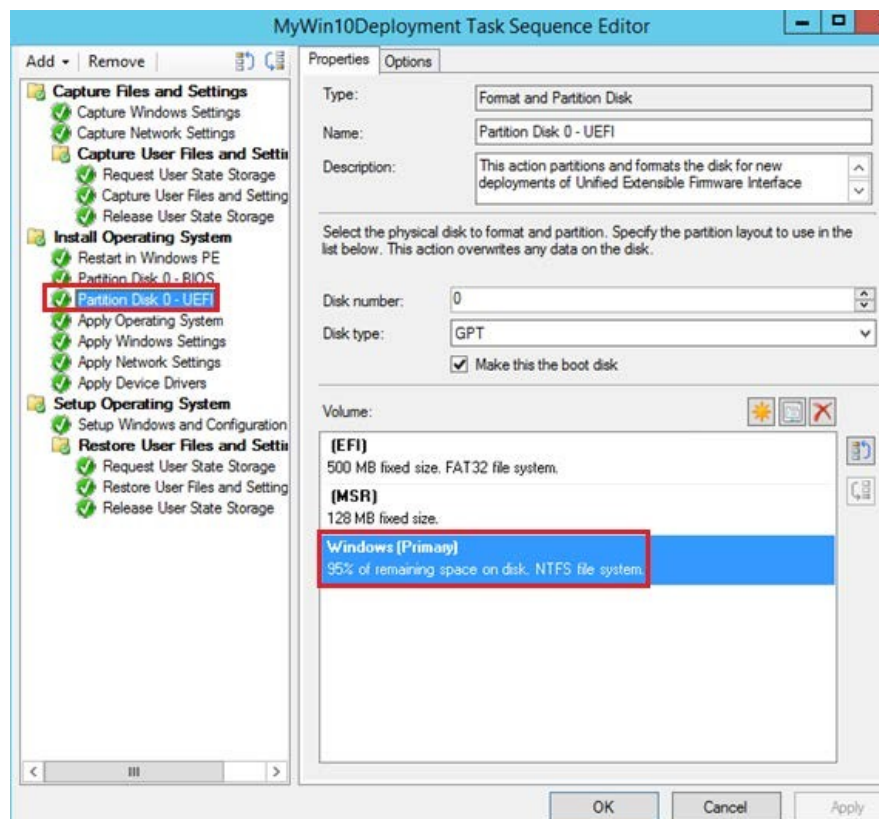 MyWin10Deployment Task Sequence Editor
Add Remove
Capture Files and Settings
Capture Windows Settings
Capture Network Settings
Capture User Files and Settin
Request User State Storage
Capture User Files and Setting
Release User State Storage
Install Operating System
Restart in Windows PE
Partition Disk 0 - BIOS
Partition Disk 0 - UEFI
Apply Operating System
Apply Windows Settings
Apply Network Settings
Apply Device Drivers
Setup Operating System
Setup Windows and Configuration
Restore User Files and Settin
Request User State Storage
Restore User Files and Setting
Release User State Storage
Properties Options
Type: Format and Partition Disk
Name: Partition Disk 0 - UEFI
Description: This action partitions and formats the disk for new
deployments of Unified Extensible Firmware Interface
Select the physical disk to format and partition. Specify the partition layout to use in the
list below. This action overwrites any data on the disk.
Disk number: 0
Disk type: GPT
Make this the boot disk
Volume:
(EFI)
500 MB fixed size. FAT32 file system.
(MSR)
128 MB fixed size.
Windows (Primary)
95% of remaining space on disk. NTFS file system.
OK Cancel Apply